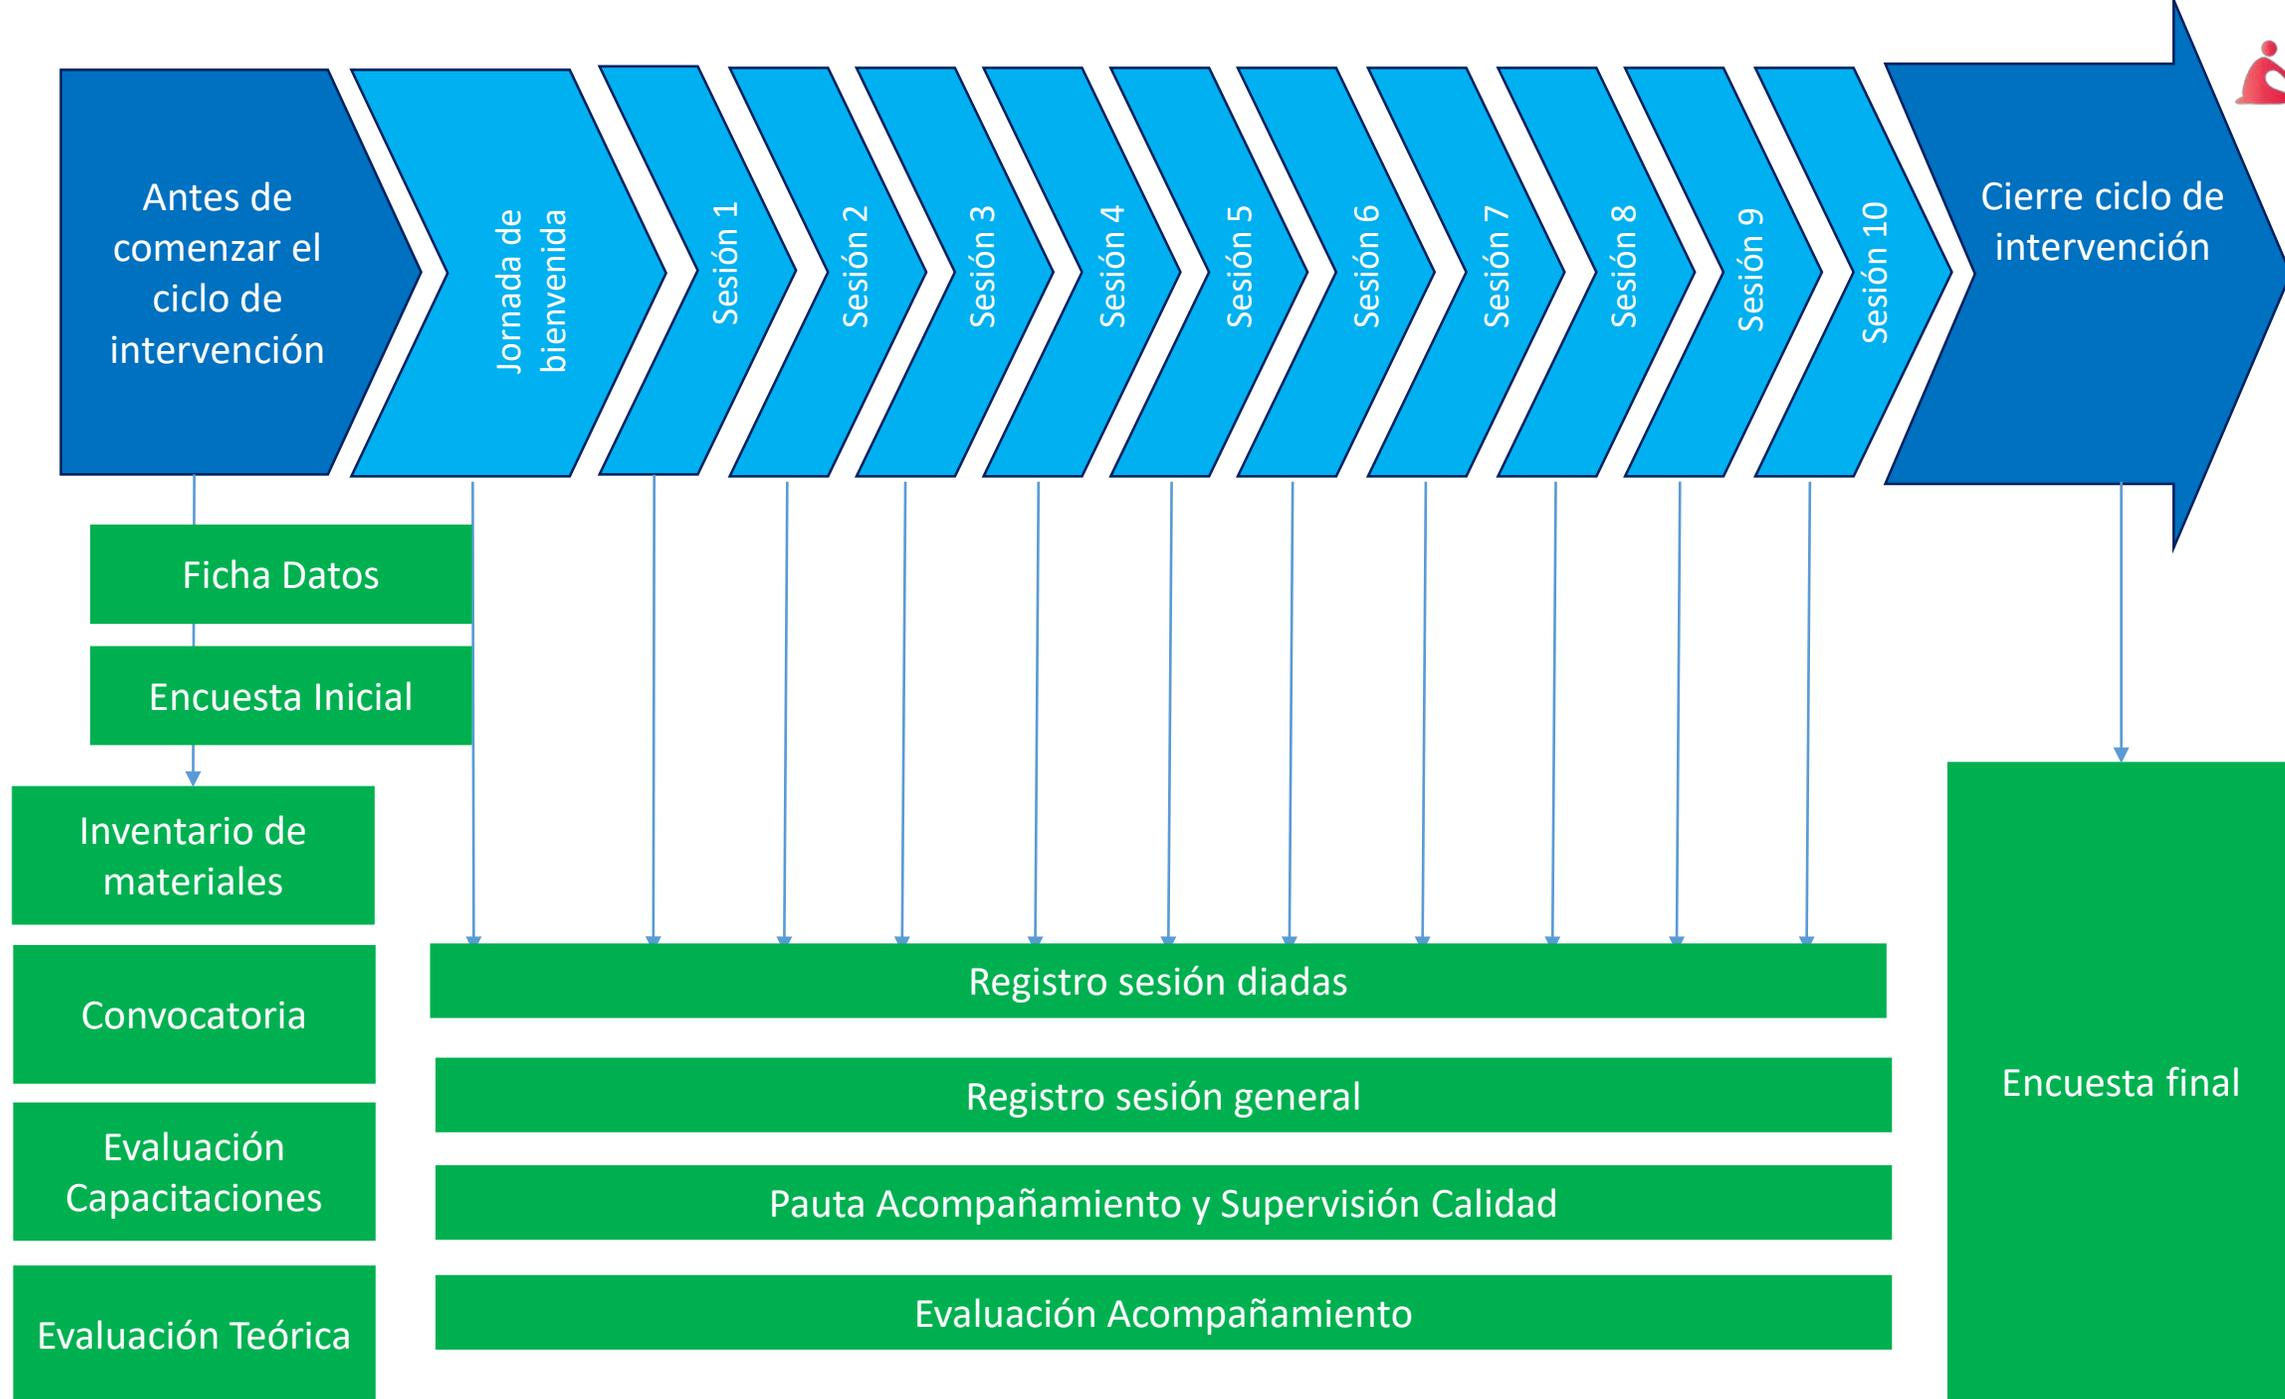 Antes de
comenzar el
ciclo de
intervención
Jornada de
bienvenida
Sesión 1
Sesión 2
Sesión 3
Sesión 4
Sesión 5
Sesión 6
Sesión 7
Sesión 8
Sesión 9
Sesión 10
Cierre ciclo de
intervención
Ficha Datos
Encuesta Inicial
Inventario de
materiales
Convocatoria
Evaluación
Capacitaciones
Evaluación Teórica
Registro sesión diadas
Registro sesión general
Pauta Acompañamiento y Supervisión Calidad
Evaluación Acompañamiento
Encuesta final